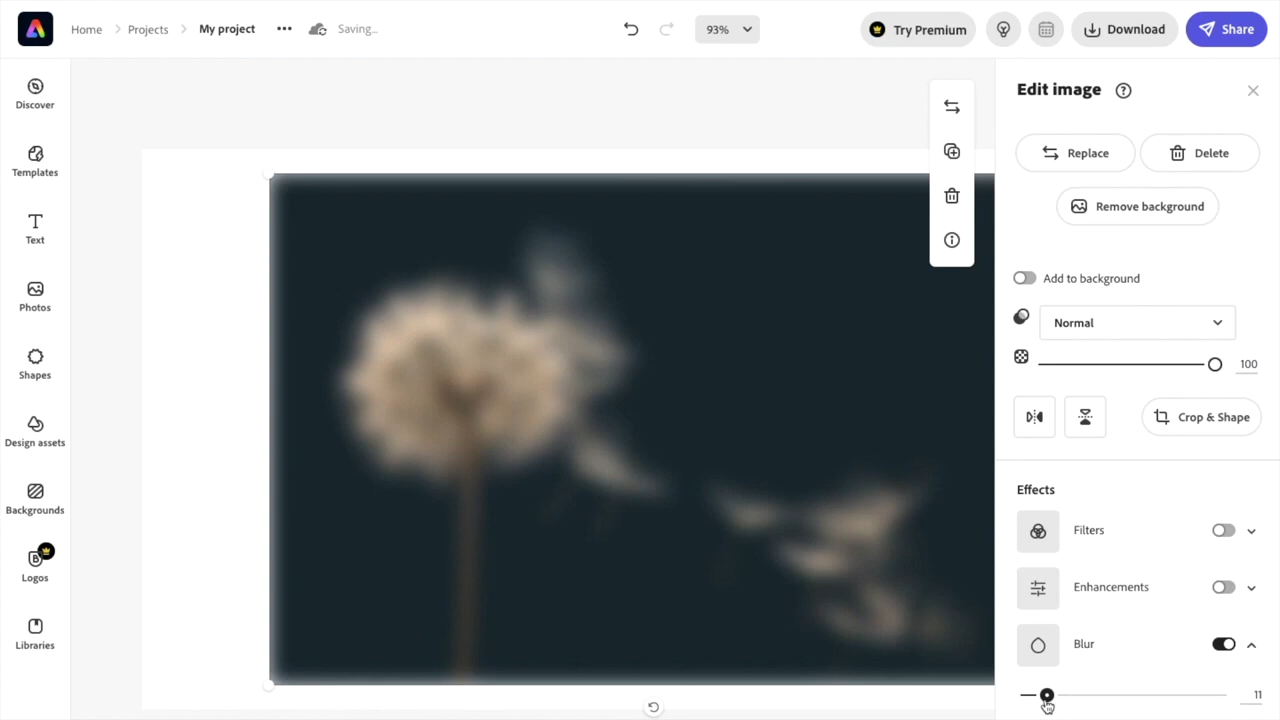 Home Projects My project ••• Saving... 93% Try Premium Download Share
Discover
Templates
Text
Photos
Shapes
Design assets
Backgrounds
B
Logos
Libraries
Edit image ?
Replace Delete
Remove background
Add to background
Normal
100
Crop & Shape
Effects
Filters
Enhancements
Blur
11